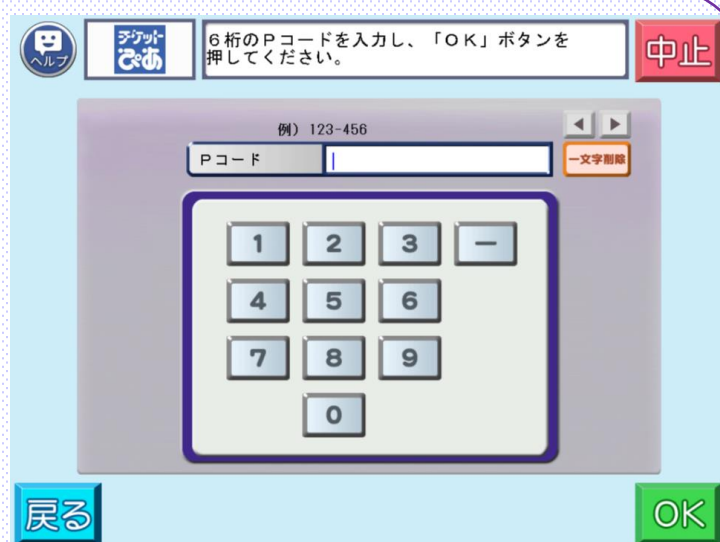 ヘルプ
チケット
ぴあ
6桁のPコードを入力し、「OK」ボタンを
押してください。
中止
例) 123-456
◀ ▶
Pコード
一文字削除
1 2 3 ー
4 5 6
7 8 9
0
戻る
OK